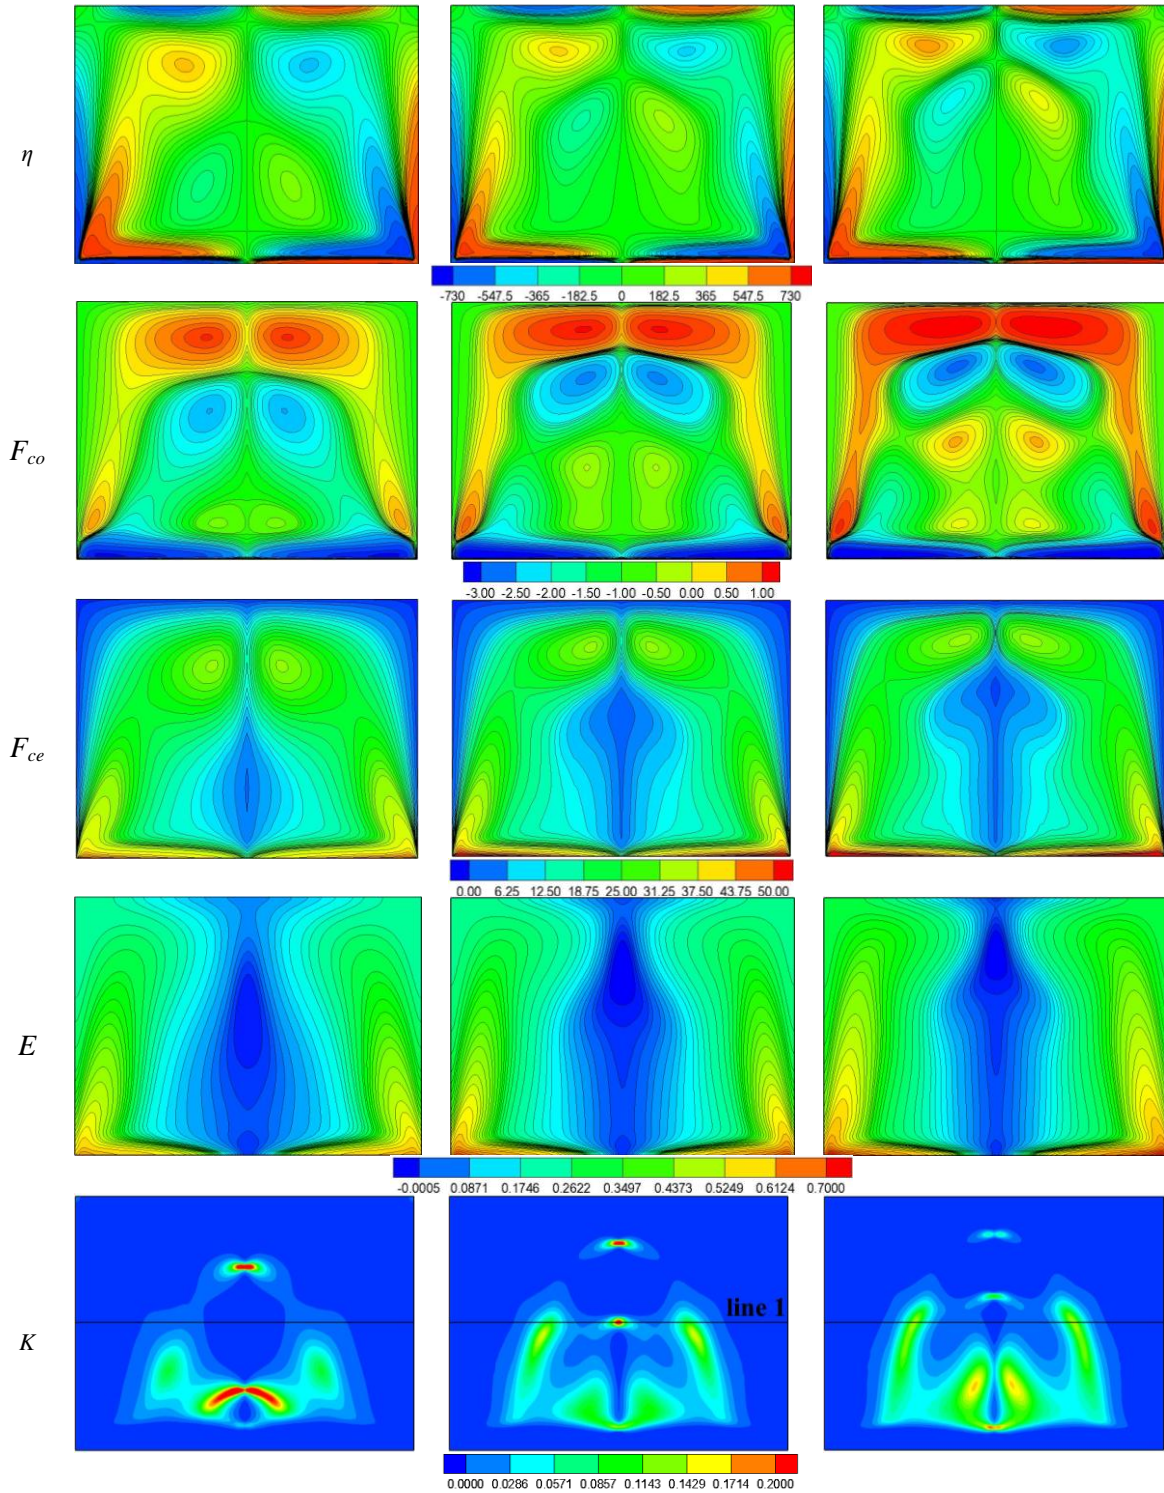 η
-730 -547.5 -365 -182.5 0 182.5 365 547.5 730
Fco
-3.00 -2.50 -2.00 -1.50 -1.00 -0.50 0.00 0.50 1.00
Fce
0.00 6.25 12.50 18.75 25.00 31.25 37.50 43.75 50.00
E
-0.0005 0.0871 0.1746 0.2622 0.3497 0.4373 0.5249 0.6124 0.7000
line 1
K
0.0000 0.0286 0.0571 0.0857 0.1143 0.1429 0.1714 0.2000